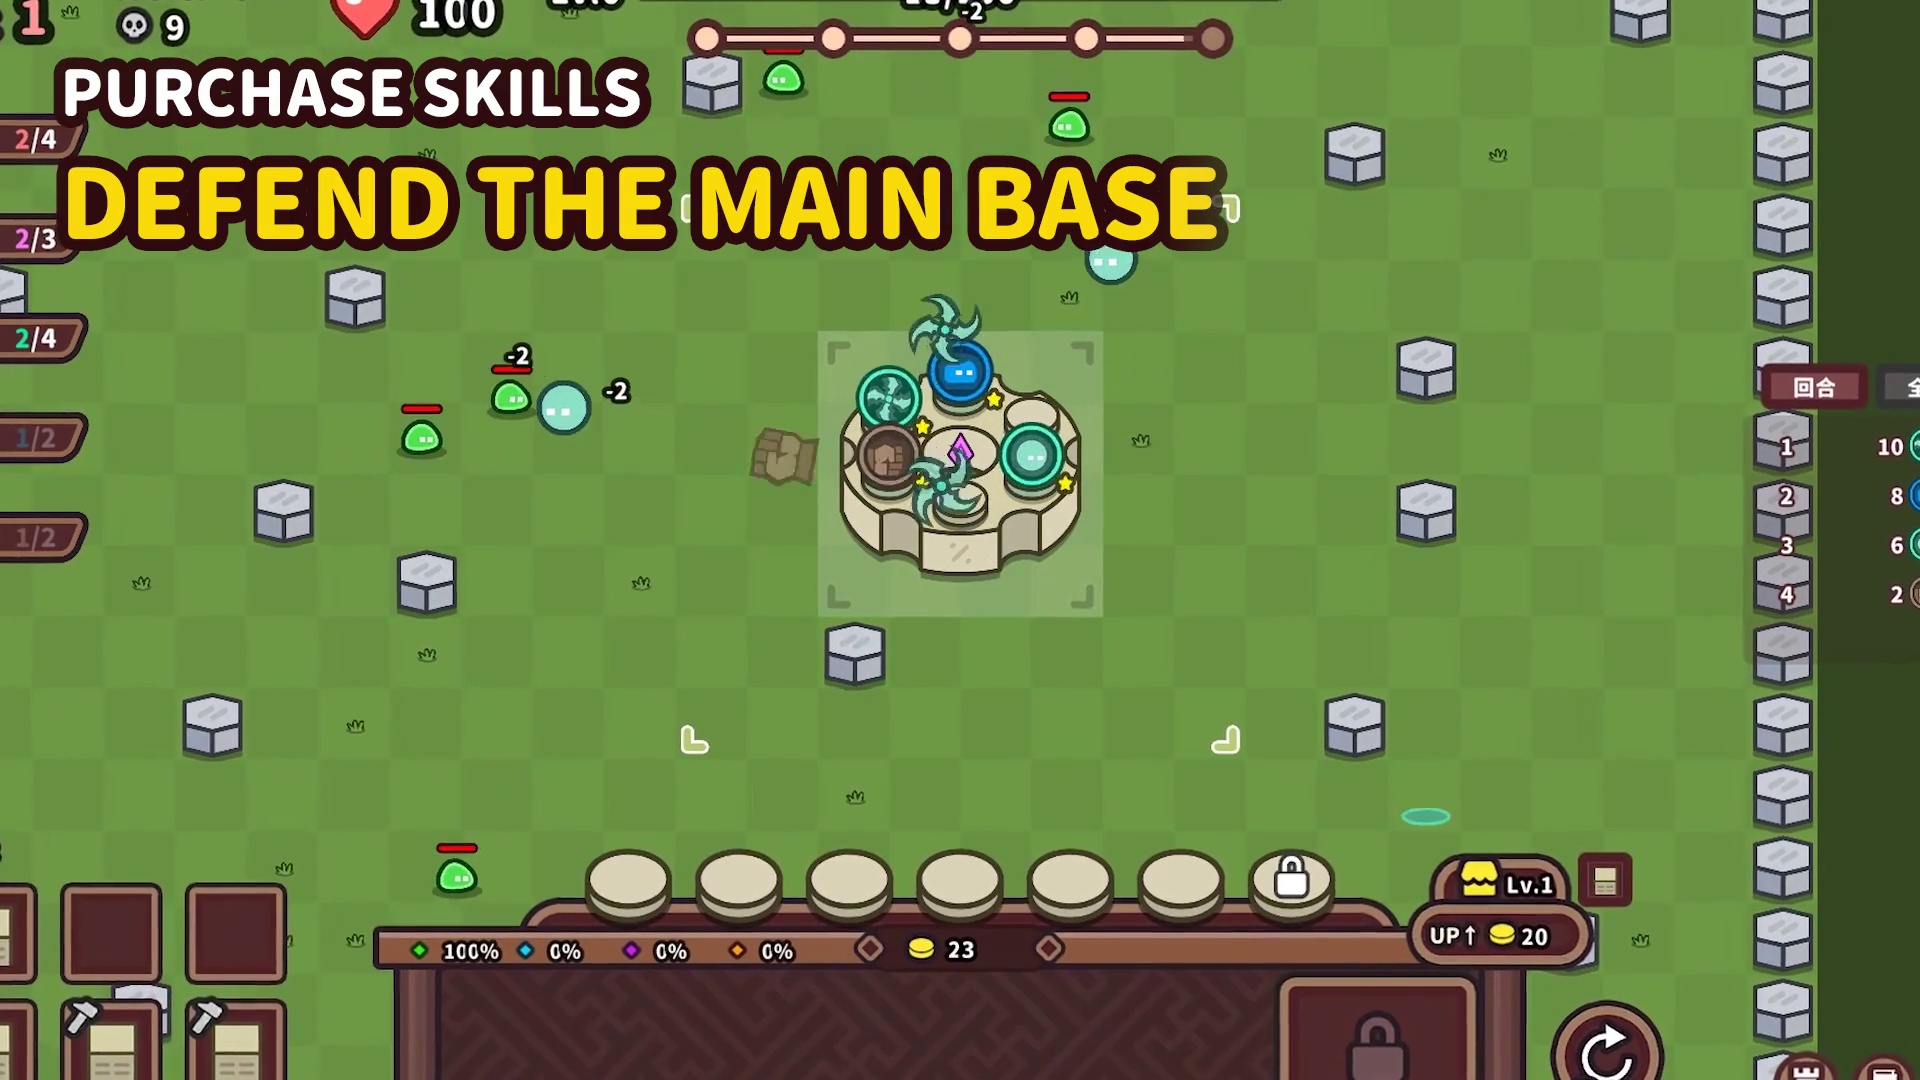 1
9
100
-2
PURCHASE SKILLS
DEFEND THE MAIN BASE
2/4
2/3
2/4
1/2
1/2
-2
-2
回合
1 10
2 8
3 6
4 2
Lv.1
UP↑ 20
100% 0% 0% 0%
23